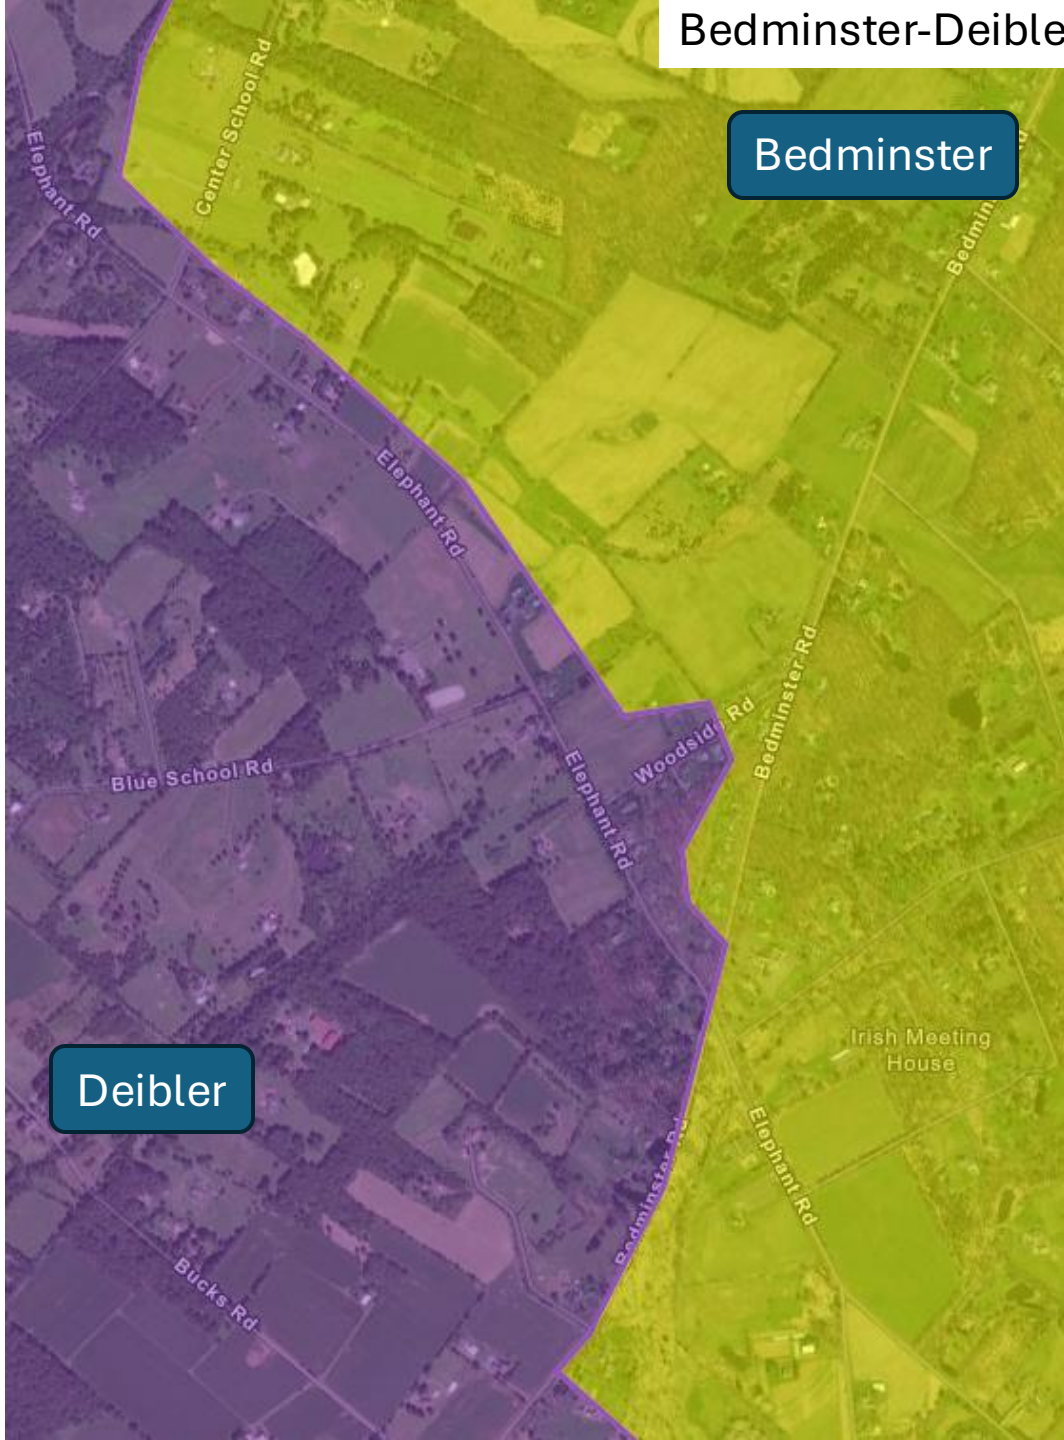 Bedminster-Deible
Bedminster
Center School Rd
Elephant Rd
Bedmin
Elephant Rd
Bedminster Rd
Woodside Rd
Blue School Rd
Elephant Rd
Irish Meeting
House
Deibler
Elephant Rd
Bedminster Rd
Bucks Rd